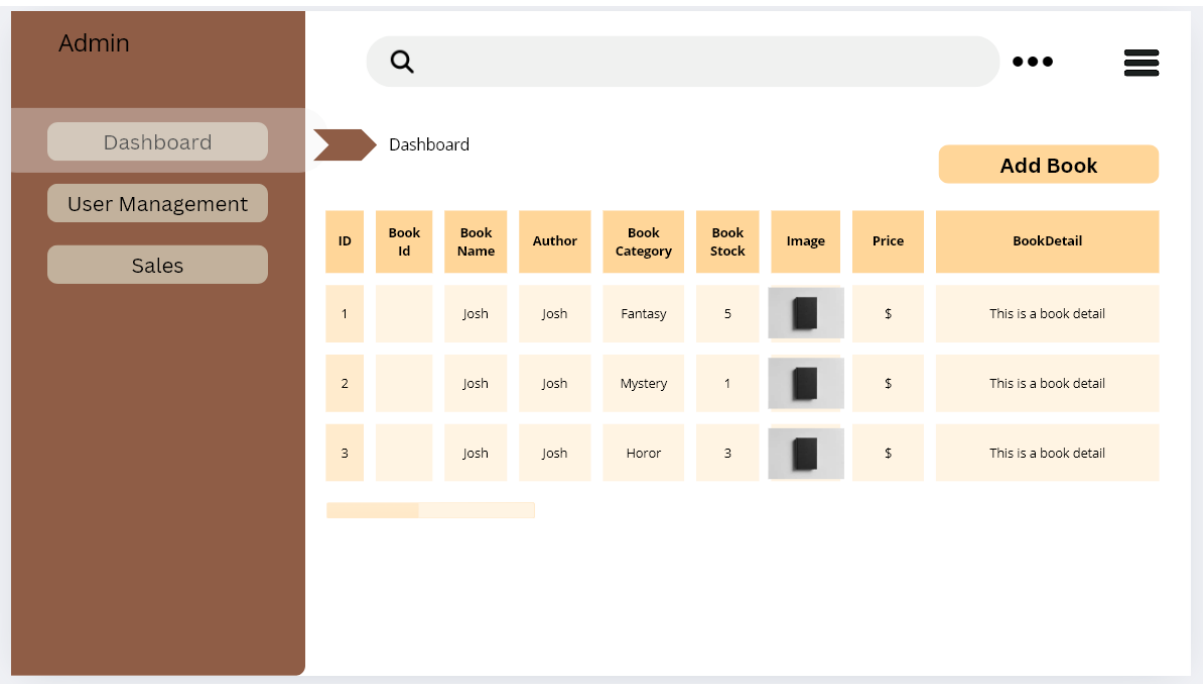 Admin
Dashboard
User Management
Sales
Dashboard
Add Book
ID Book Id Book Name Author Book Category Book Stock Image Price BookDetail
1 Josh Josh Fantasy 5 $ This is a book detail
2 Josh Josh Mystery 1 $ This is a book detail
3 Josh Josh Horor 3 $ This is a book detail